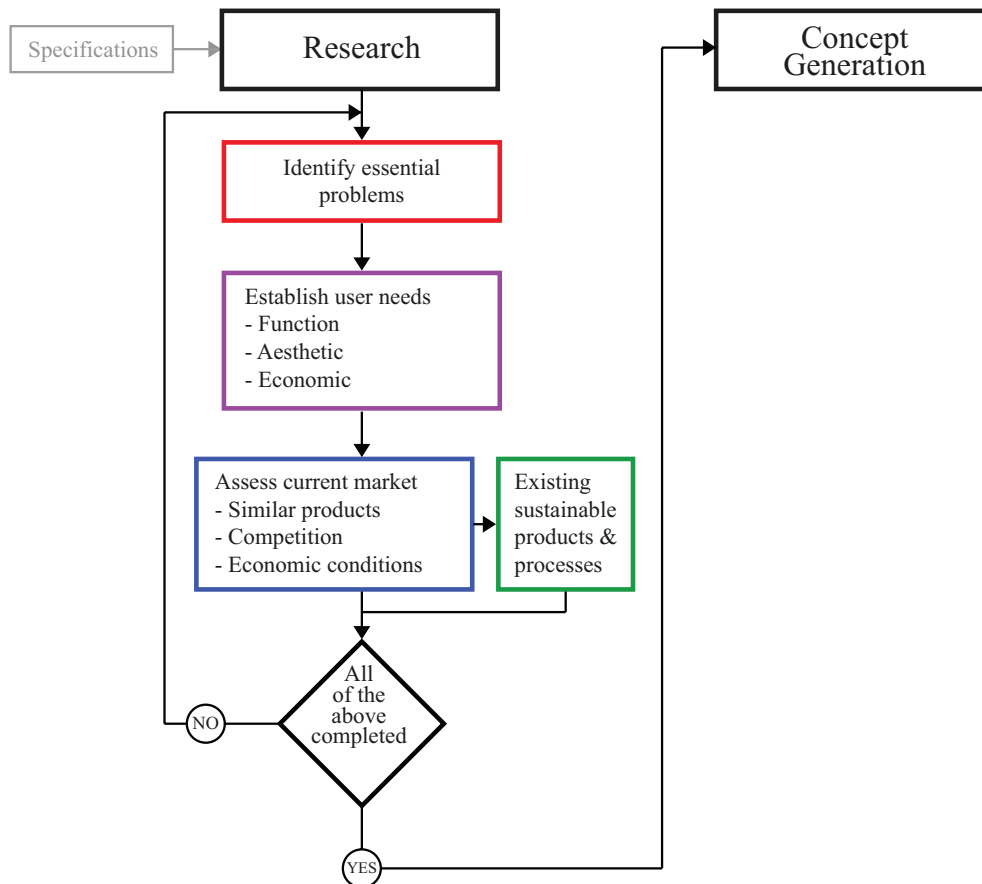 Specifications
Research
Concept
Generation
Identify essential
problems
Establish user needs
- Function
- Aesthetic
- Economic
Assess current market
- Similar products
- Competition
- Economic conditions
Existing
sustainable
products &
processes
All
of the
above
completed
NO
YES